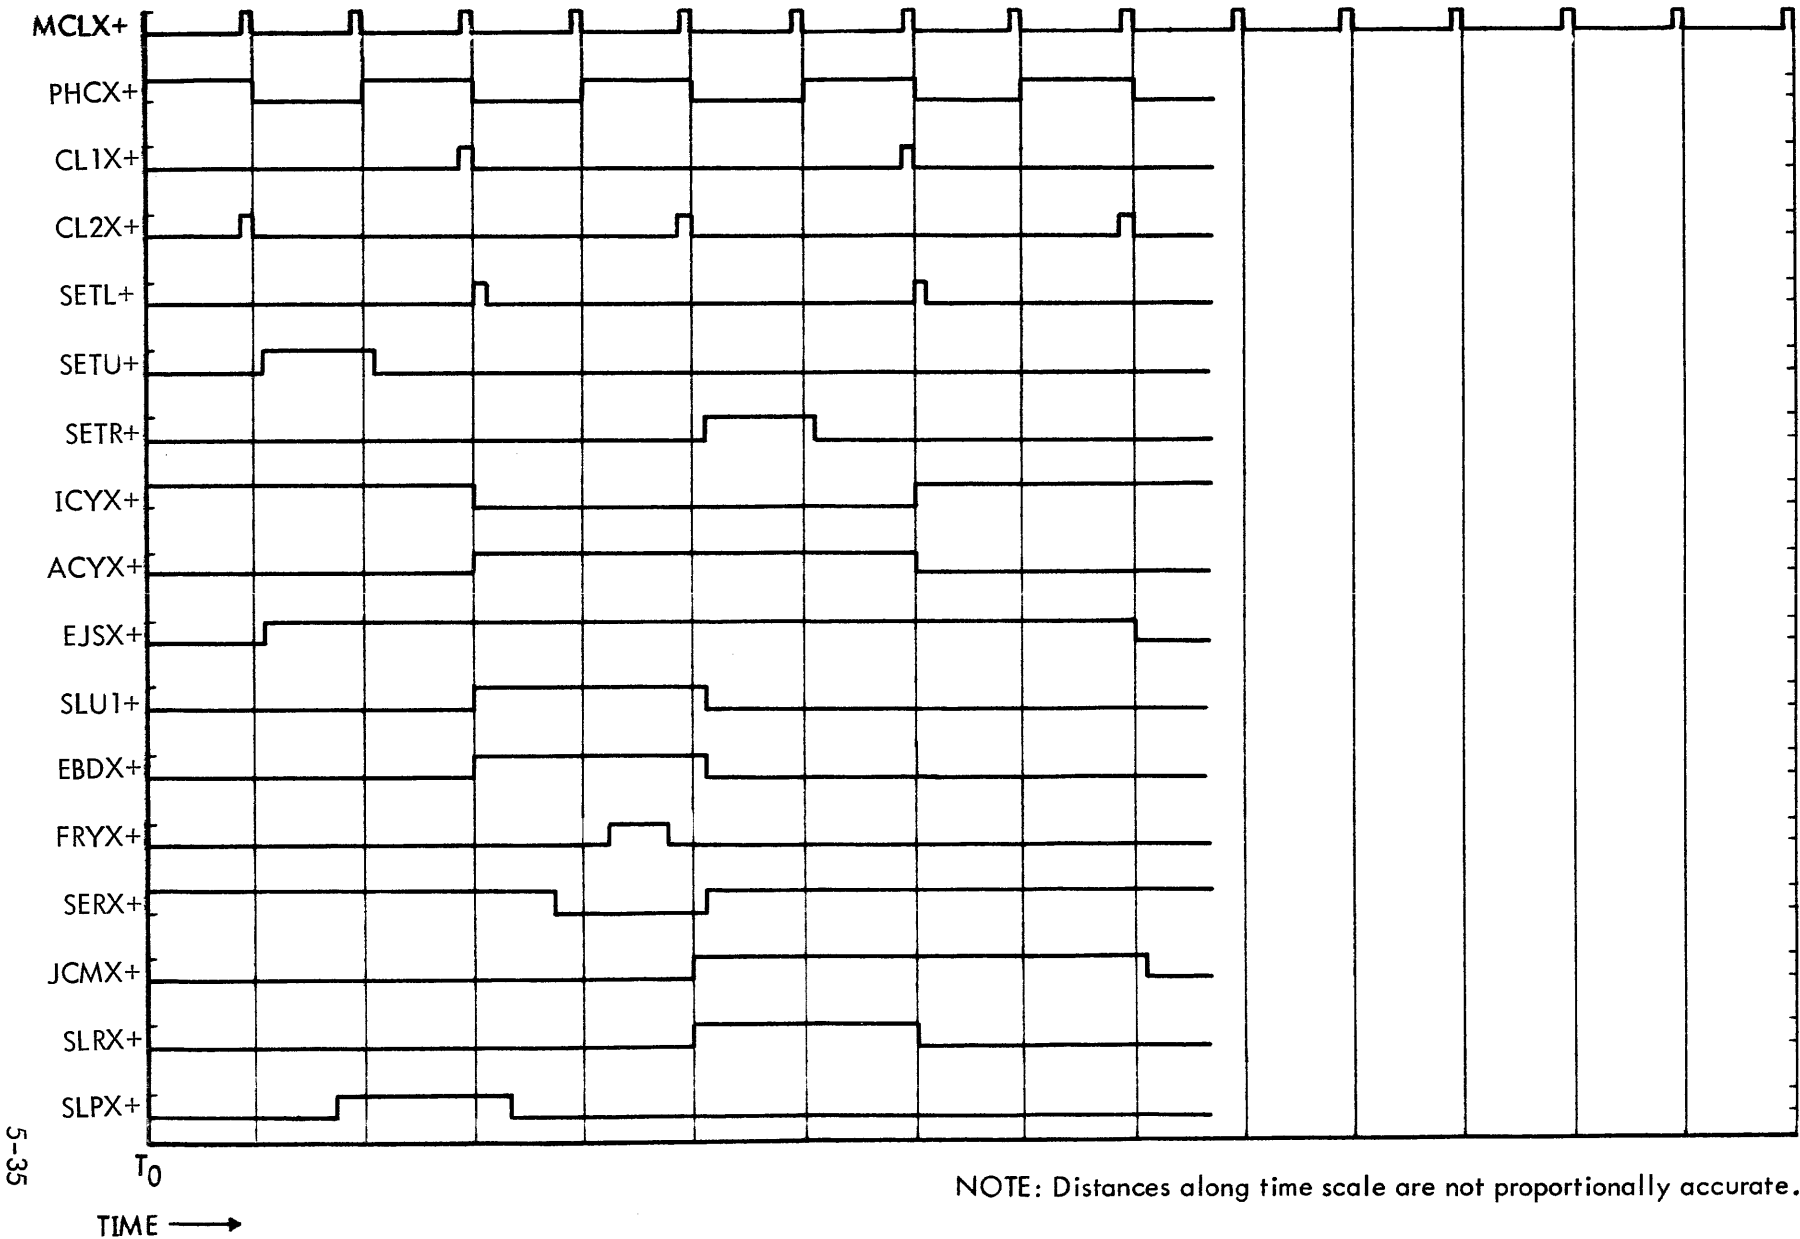 MCLX+
PHCX+
CL1X+
CL2X+
SETL+
SETU+
SETR+
ICYX+
ACYX+
EJSX+
SLU1+
EBDX+
FRYX+
SERX+
JCMX+
SLRX+
SLPX+
T0
NOTE: Distances along time scale are not proportionally accurate.
TIME
5-35